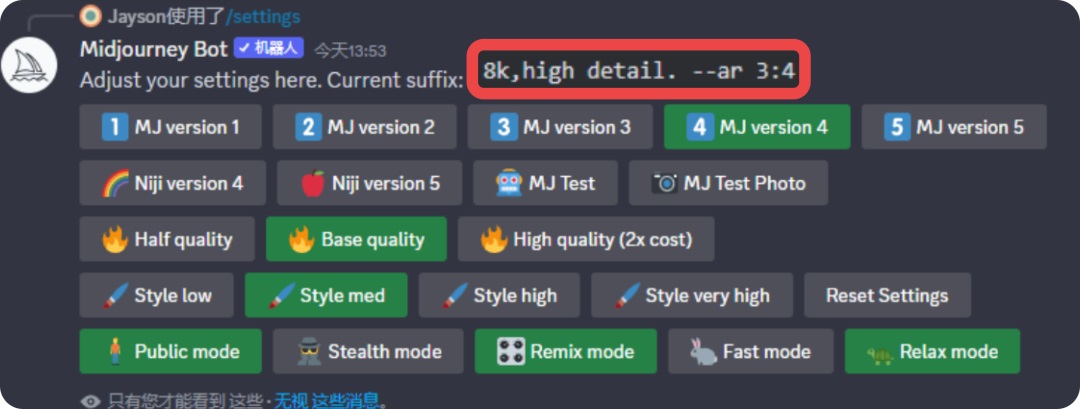 Jayson使用了/settings
Midjourney Bot ✓ 机器人 今天13:53
Adjust your settings here. Current suffix: 8k,high detail. --ar 3:4
1 MJ version 1 2 MJ version 2 3 MJ version 3 4 MJ version 4 5 MJ version 5
Niji version 4 Niji version 5 MJ Test MJ Test Photo
Half quality Base quality High quality (2x cost)
Style low Style med Style high Style very high Reset Settings
Public mode Stealth mode Remix mode Fast mode Relax mode
只有您才能看到 这些 · 无视 这些消息。